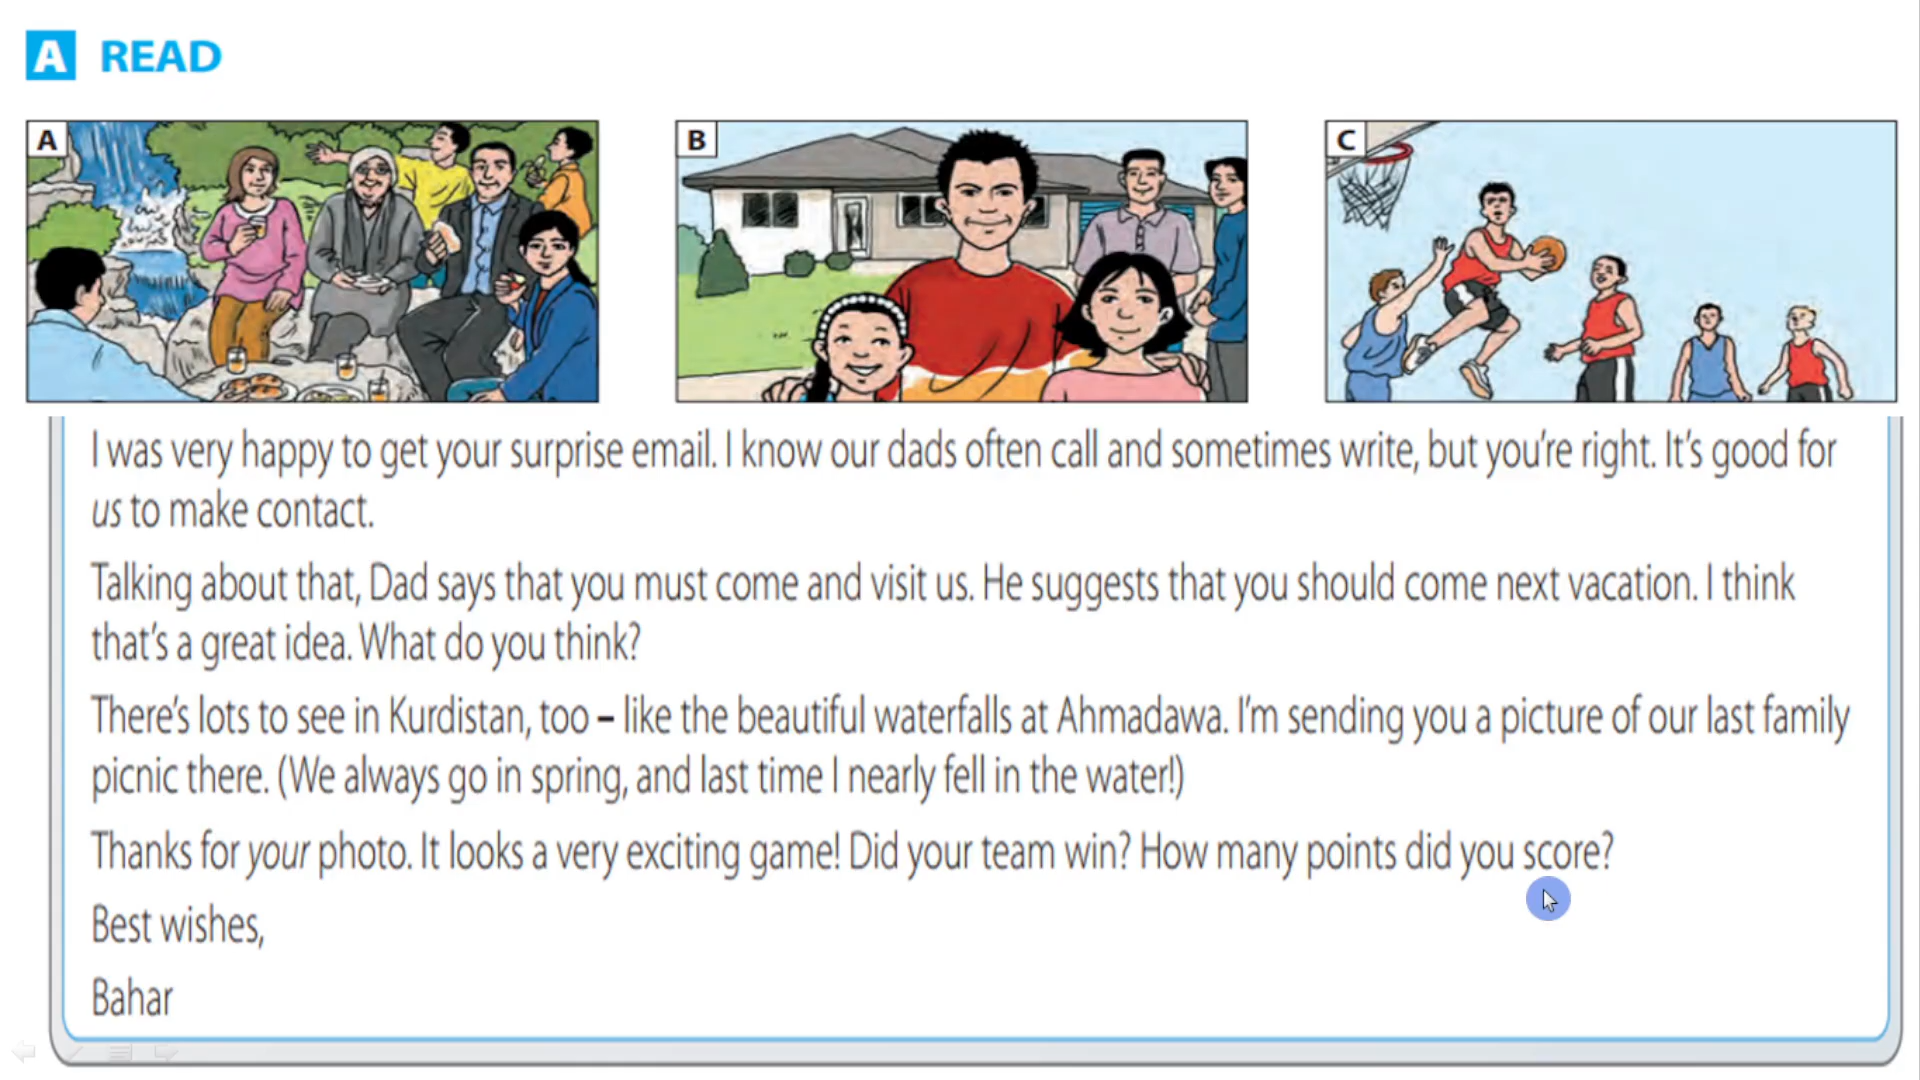 A READ
A
B
C
I was very happy to get your surprise email. I know our dads often call and sometimes write, but you're right. It's good for
us to make contact.
Talking about that, Dad says that you must come and visit us. He suggests that you should come next vacation. I think
that's a great idea. What do you think?
There's lots to see in Kurdistan, too – like the beautiful waterfalls at Ahmadawa. I'm sending you a picture of our last family
picnic there. (We always go in spring, and last time I nearly fell in the water!)
Thanks for your photo. It looks a very exciting game! Did your team win? How many points did you score?
Best wishes,
Bahar